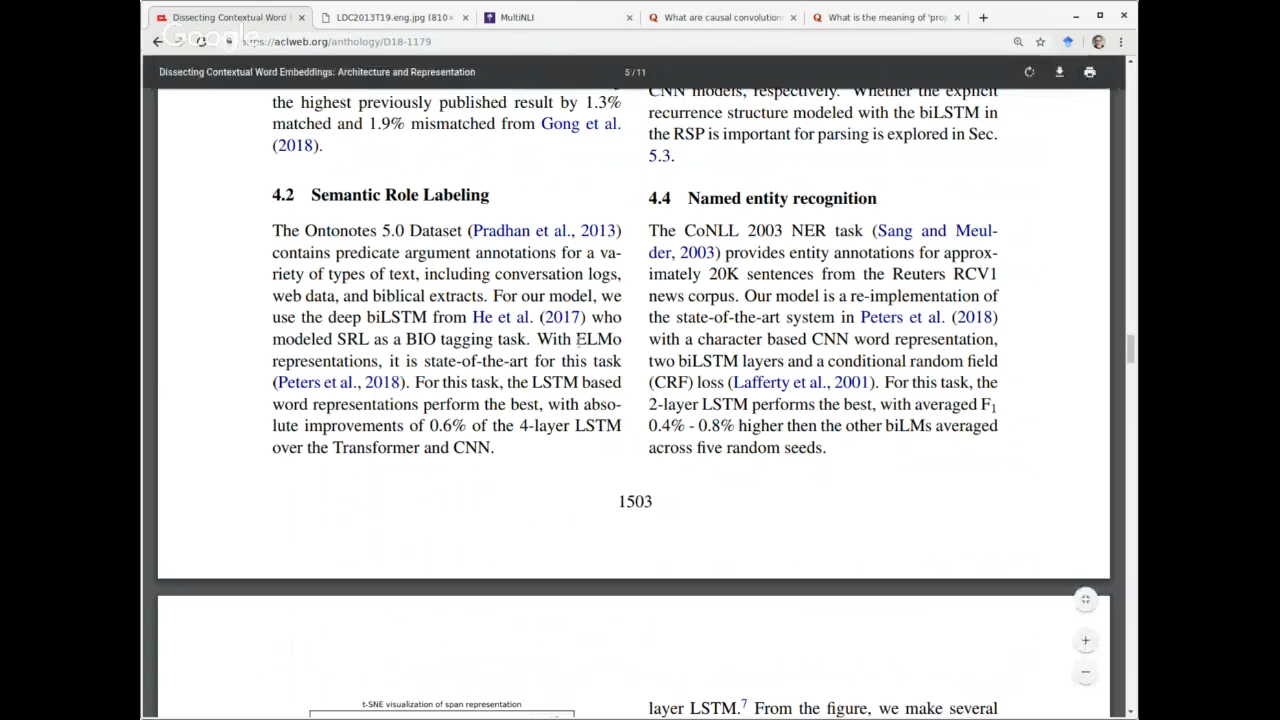 Dissecting Contextual Word
LDC2013T19.eng.jpg (810×
MultiNLI
What are causal convolution
What is the meaning of 'pro
Google
https://aclweb.org/anthology/D18-1179
Dissecting Contextual Word Embeddings: Architecture and Representation
5/11
the highest previously published result by 1.3%
matched and 1.9% mismatched from Gong et al.
(2018).
4.2 Semantic Role Labeling
The Ontonotes 5.0 Dataset (Pradhan et al., 2013)
contains predicate argument annotations for a va-
riety of types of text, including conversation logs,
web data, and biblical extracts. For our model, we
use the deep biLSTM from He et al. (2017) who
modeled SRL as a BIO tagging task. With ELMo
representations, it is state-of-the-art for this task
(Peters et al., 2018). For this task, the LSTM based
word representations perform the best, with abso-
lute improvements of 0.6% of the 4-layer LSTM
over the Transformer and CNN.
CNN models, respectively. Whether the explicit
recurrence structure modeled with the biLSTM in
the RSP is important for parsing is explored in Sec.
5.3.
4.4 Named entity recognition
The CoNLL 2003 NER task (Sang and Meul-
der, 2003) provides entity annotations for approx-
imately 20K sentences from the Reuters RCV1
news corpus. Our model is a re-implementation of
the state-of-the-art system in Peters et al. (2018)
with a character based CNN word representation,
two biLSTM layers and a conditional random field
(CRF) loss (Lafferty et al., 2001). For this task, the
2-layer LSTM performs the best, with averaged F1
0.4% - 0.8% higher then the other biLMs averaged
across five random seeds.
1503
t-SNE visualization of span representation
layer LSTM.7 From the figure, we make several